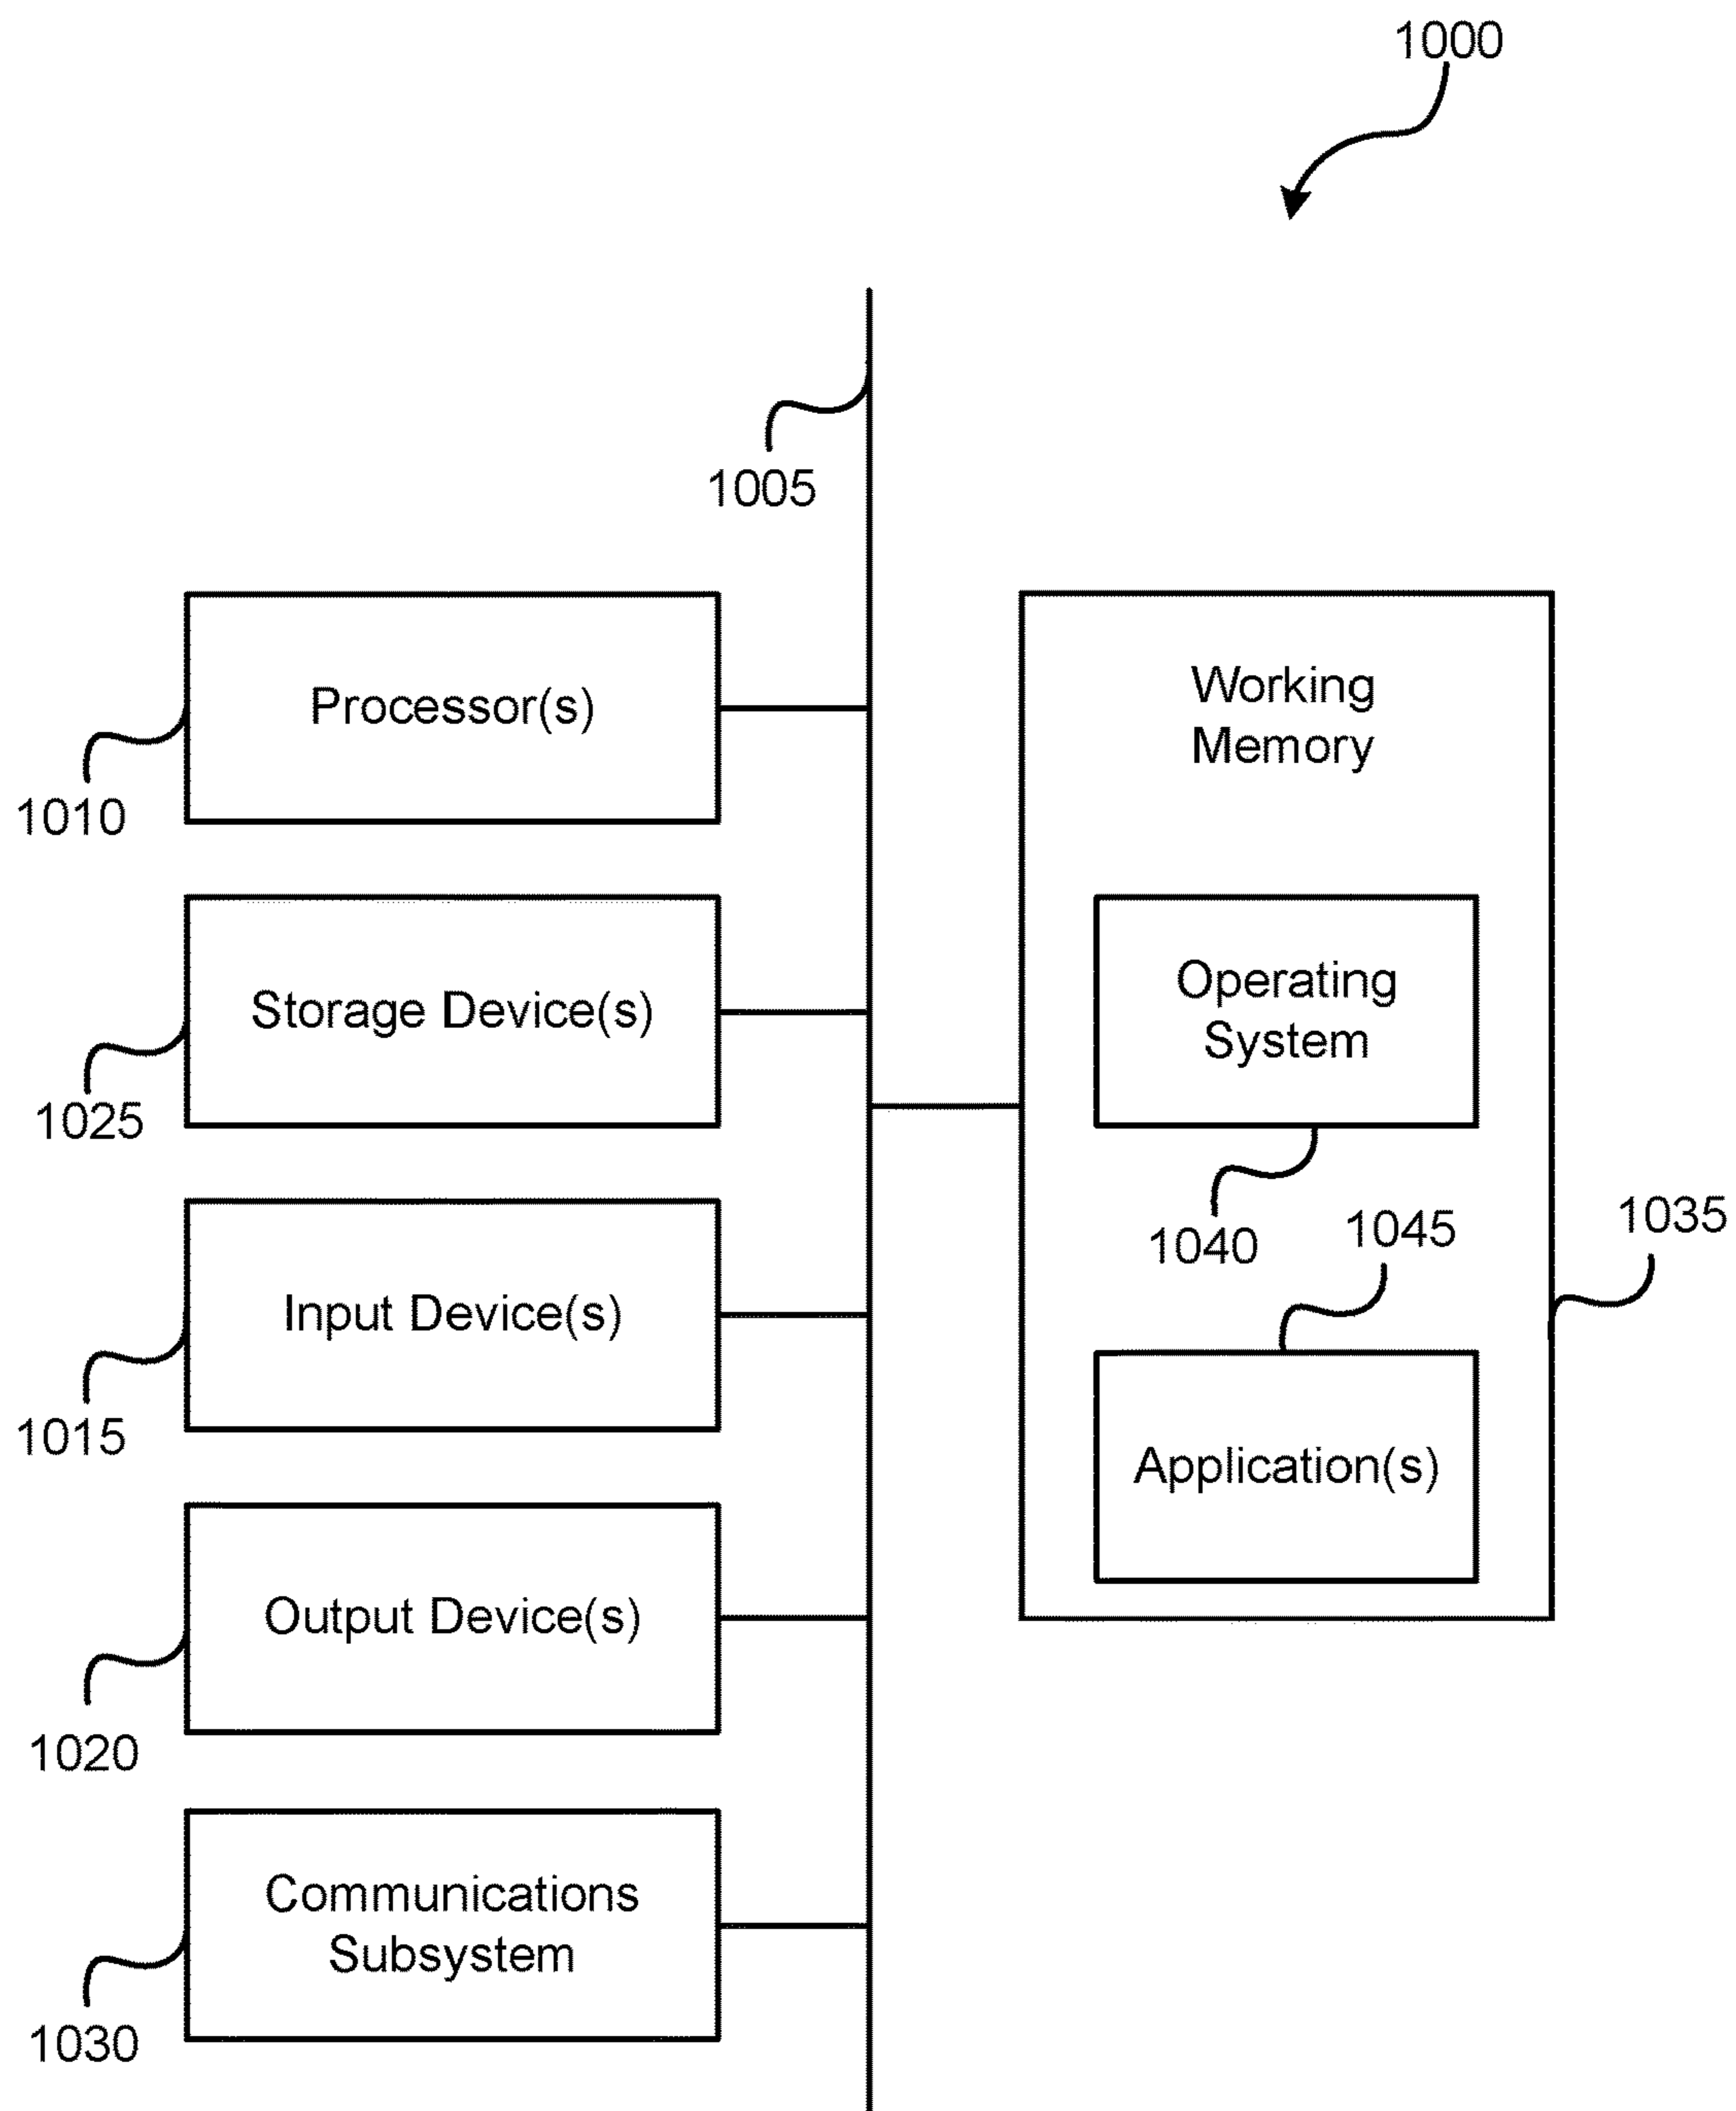 1000
1005
Processor(s)
1010
Storage Device(s)
1025
Input Device(s)
1015
Output Device(s)
1020
Communications
Subsystem
1030
Working
Memory
Operating
System
1040
1045
1035
Application(s)